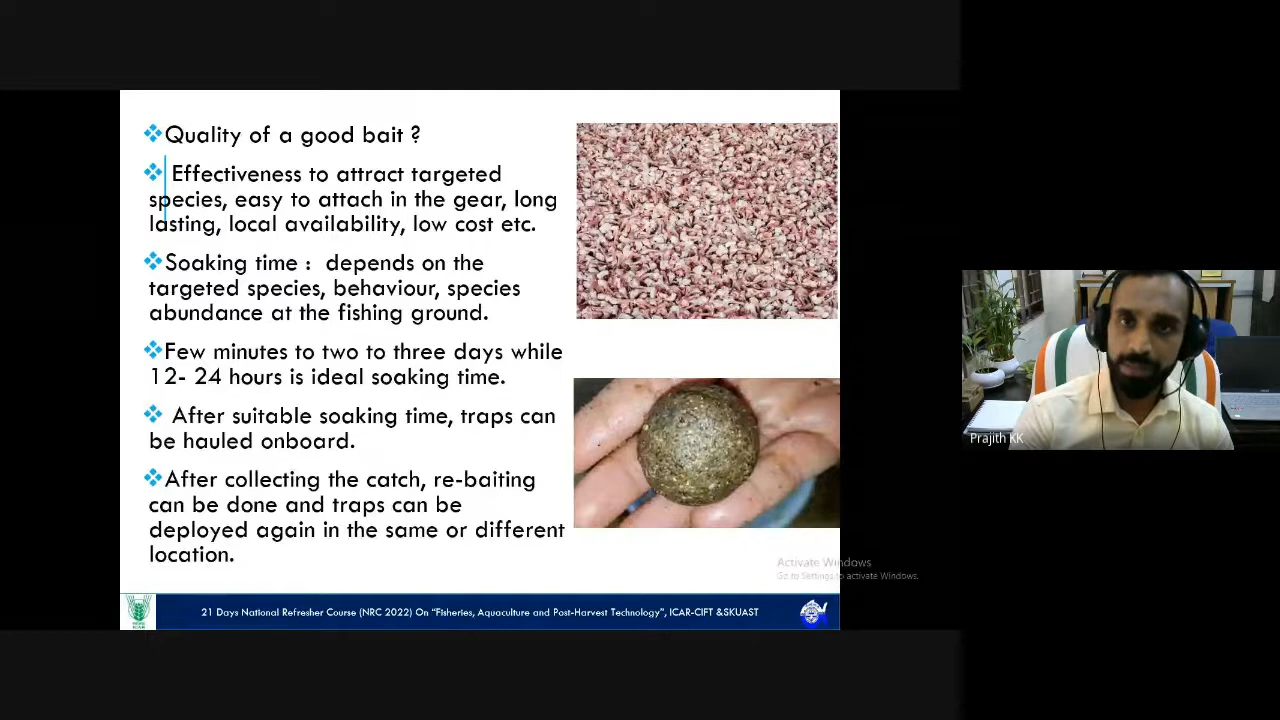 Quality of a good bait ?
Effectiveness to attract targeted
species, easy to attach in the gear, long
lasting, local availability, low cost etc.
Soaking time : depends on the
targeted species, behaviour, species
abundance at the fishing ground.
Few minutes to two to three days while
12- 24 hours is ideal soaking time.
After suitable soaking time, traps can
be hauled onboard.
After collecting the catch, re-baiting
can be done and traps can be
deployed again in the same or different
location.
Prajith KK
Activate Windows
Go to Settings to activate Windows.
21 Days National Refresher Course (NRC 2022) On "Fisheries, Aquaculture and Post-Harvest Technology", ICAR-CIFT &SKUAST